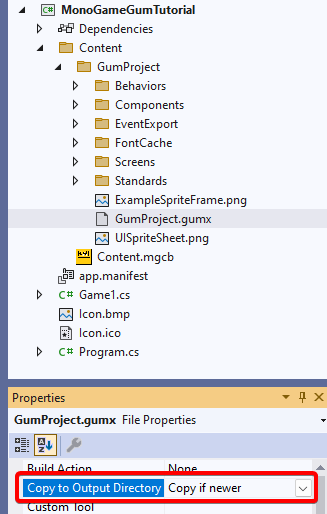 MonoGameGumTutorial
Dependencies
Content
GumProject
Behaviors
Components
EventExport
FontCache
Screens
Standards
ExampleSpriteFrame.png
GumProject.gumx
UISpriteSheet.png
Content.mgcb
app.manifest
C# Game1.cs
Icon.bmp
Icon.ico
C# Program.cs
Properties
GumProject.gumx File Properties
Build Action None
Copy to Output Directory Copy if newer
Custom Tool